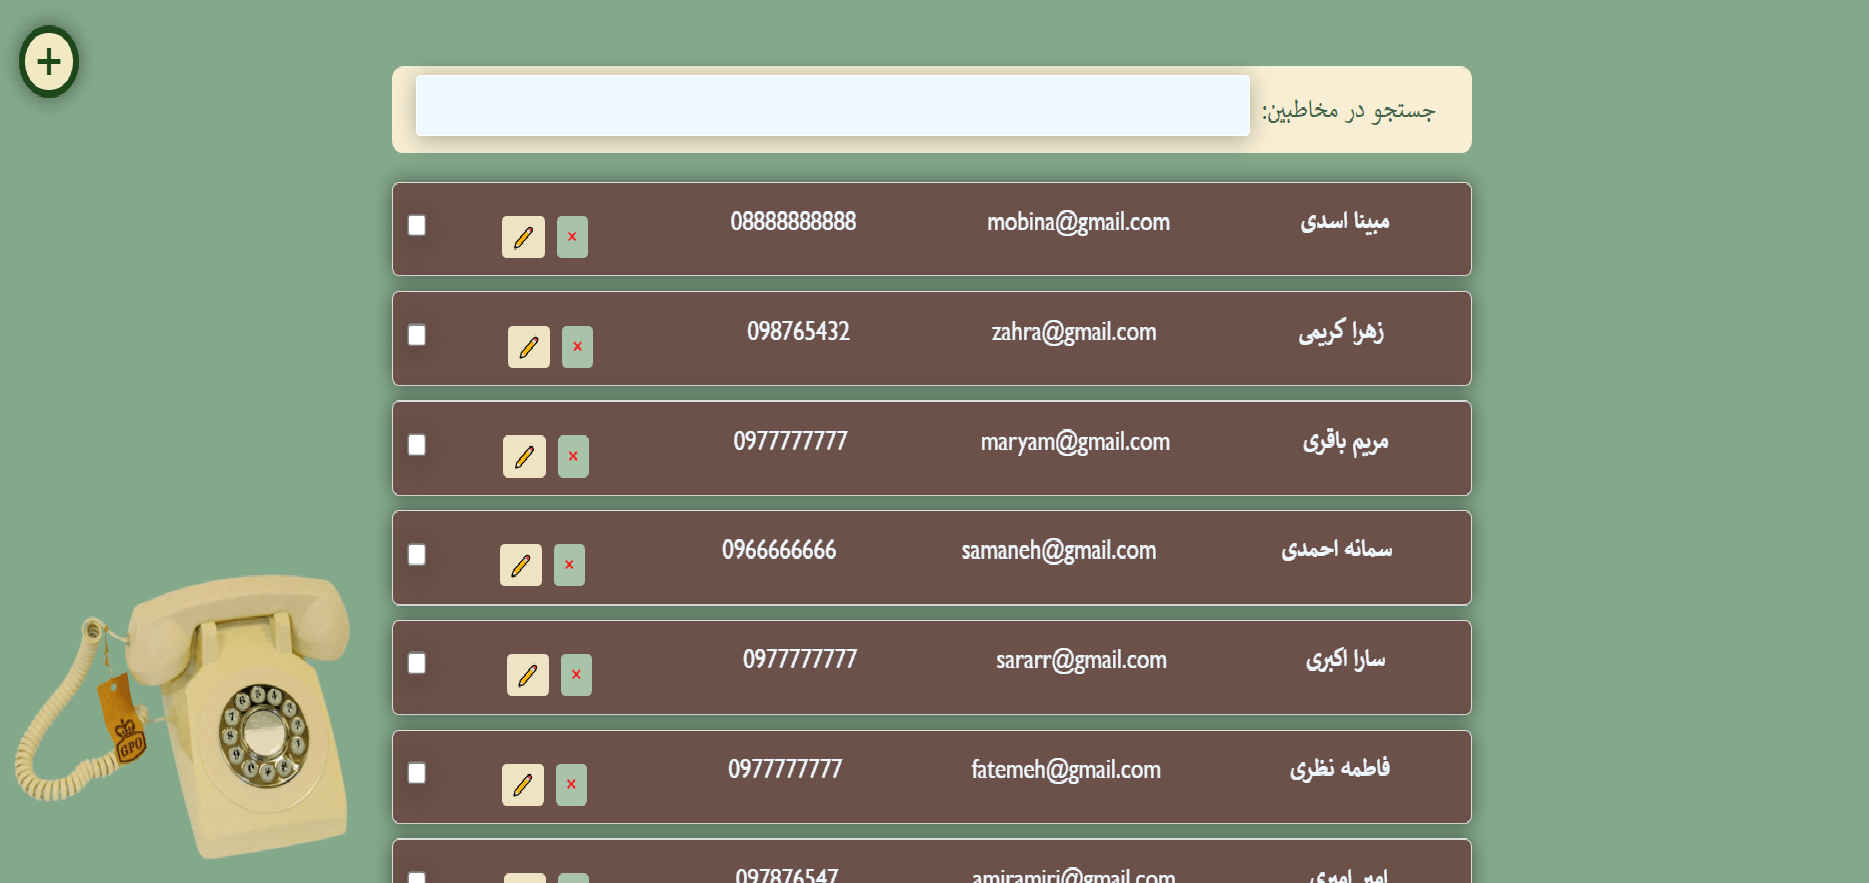 +
جستجو در مخاطبین:
مبینا اسدی mobina@gmail.com 08888888888 ×
زهرا کریمی zahra@gmail.com 098765432 ×
مریم باقری maryam@gmail.com 0977777777 ×
سمانه احمدی samaneh@gmail.com 0966666666 ×
سارا اکبری sararr@gmail.com 0977777777 ×
فاطمه نظری fatemeh@gmail.com 0977777777 ×
امیر امیری amiramiri@gmail.com 097876547
GPO